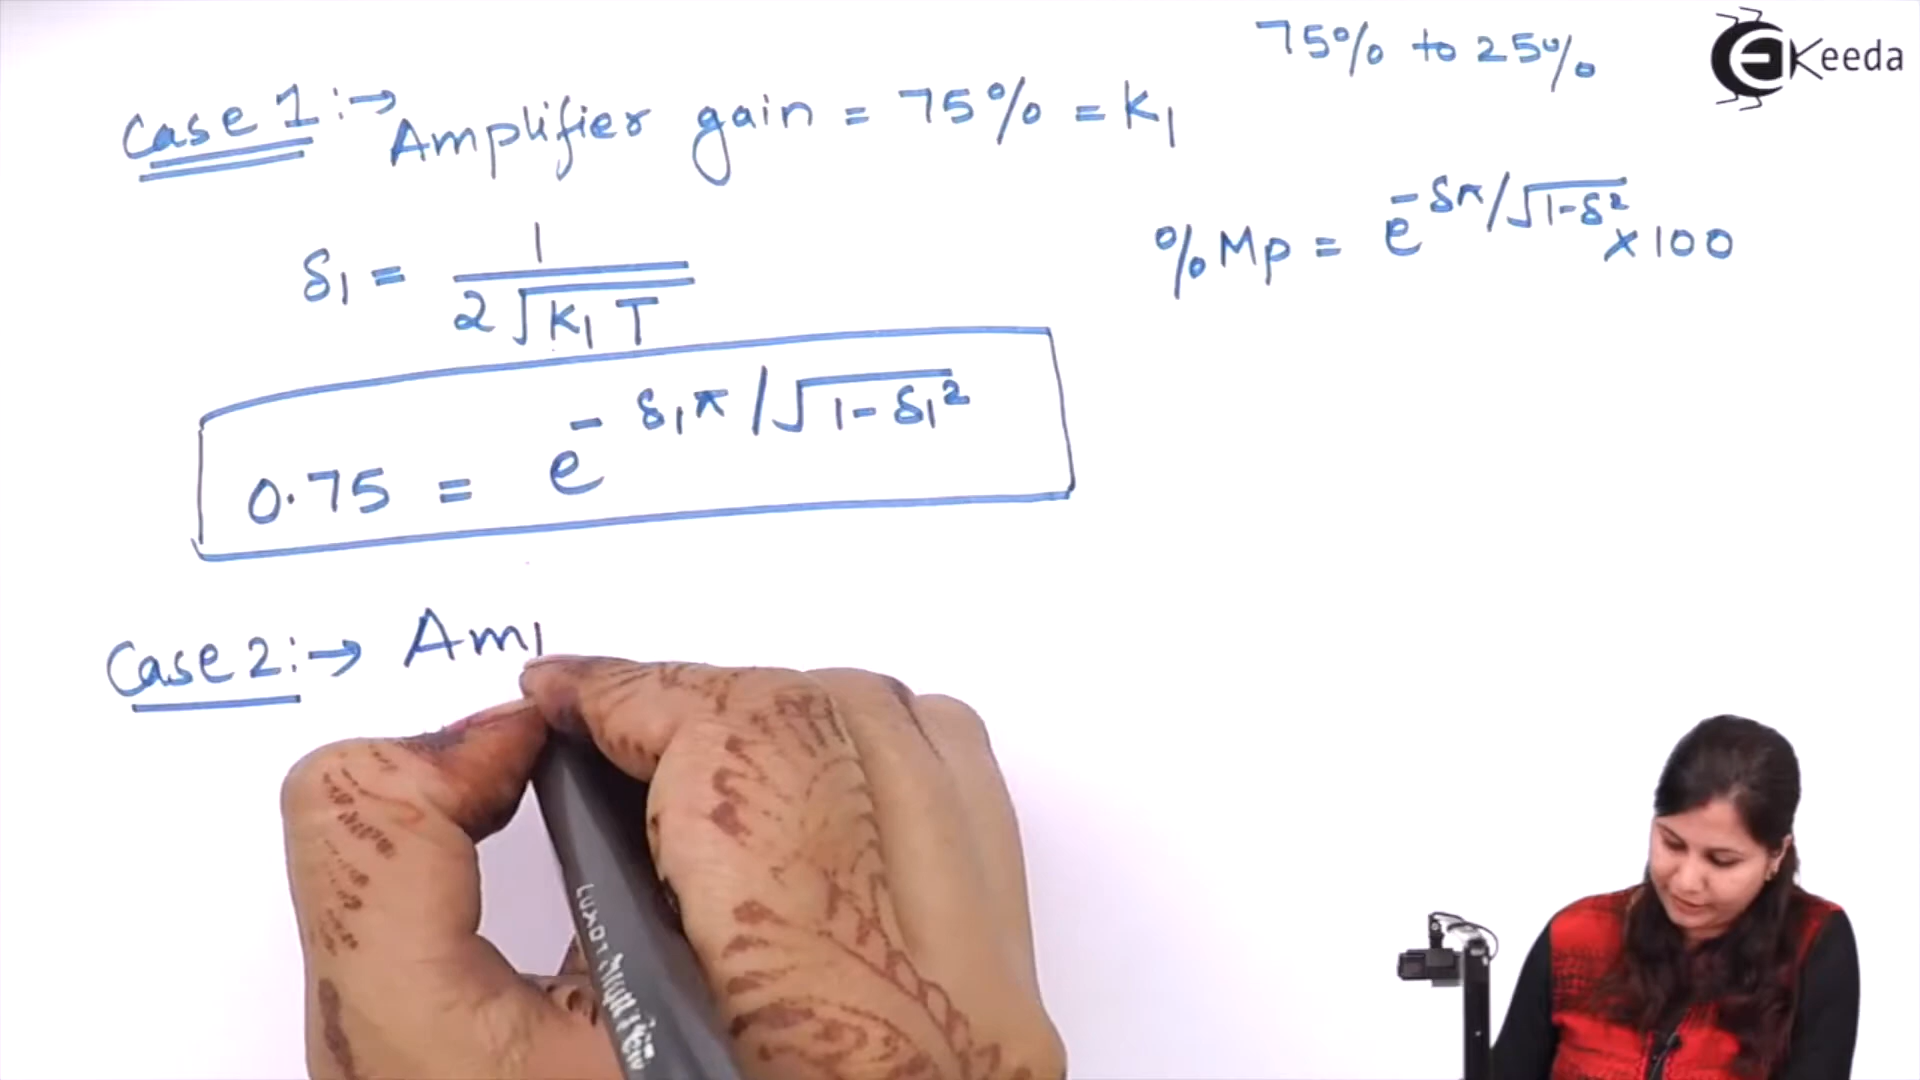 75% to 25%
EKeeda
Case 1:→ Amplifier gain = 75% = K₁
%Mp = e^(-δπ/√(1-δ²)) × 100
δ₁ = 1 / (2√(K₁T))
0.75 = e^(-δ₁π/√(1-δ₁²))
Case 2:→ Am
LUXOR